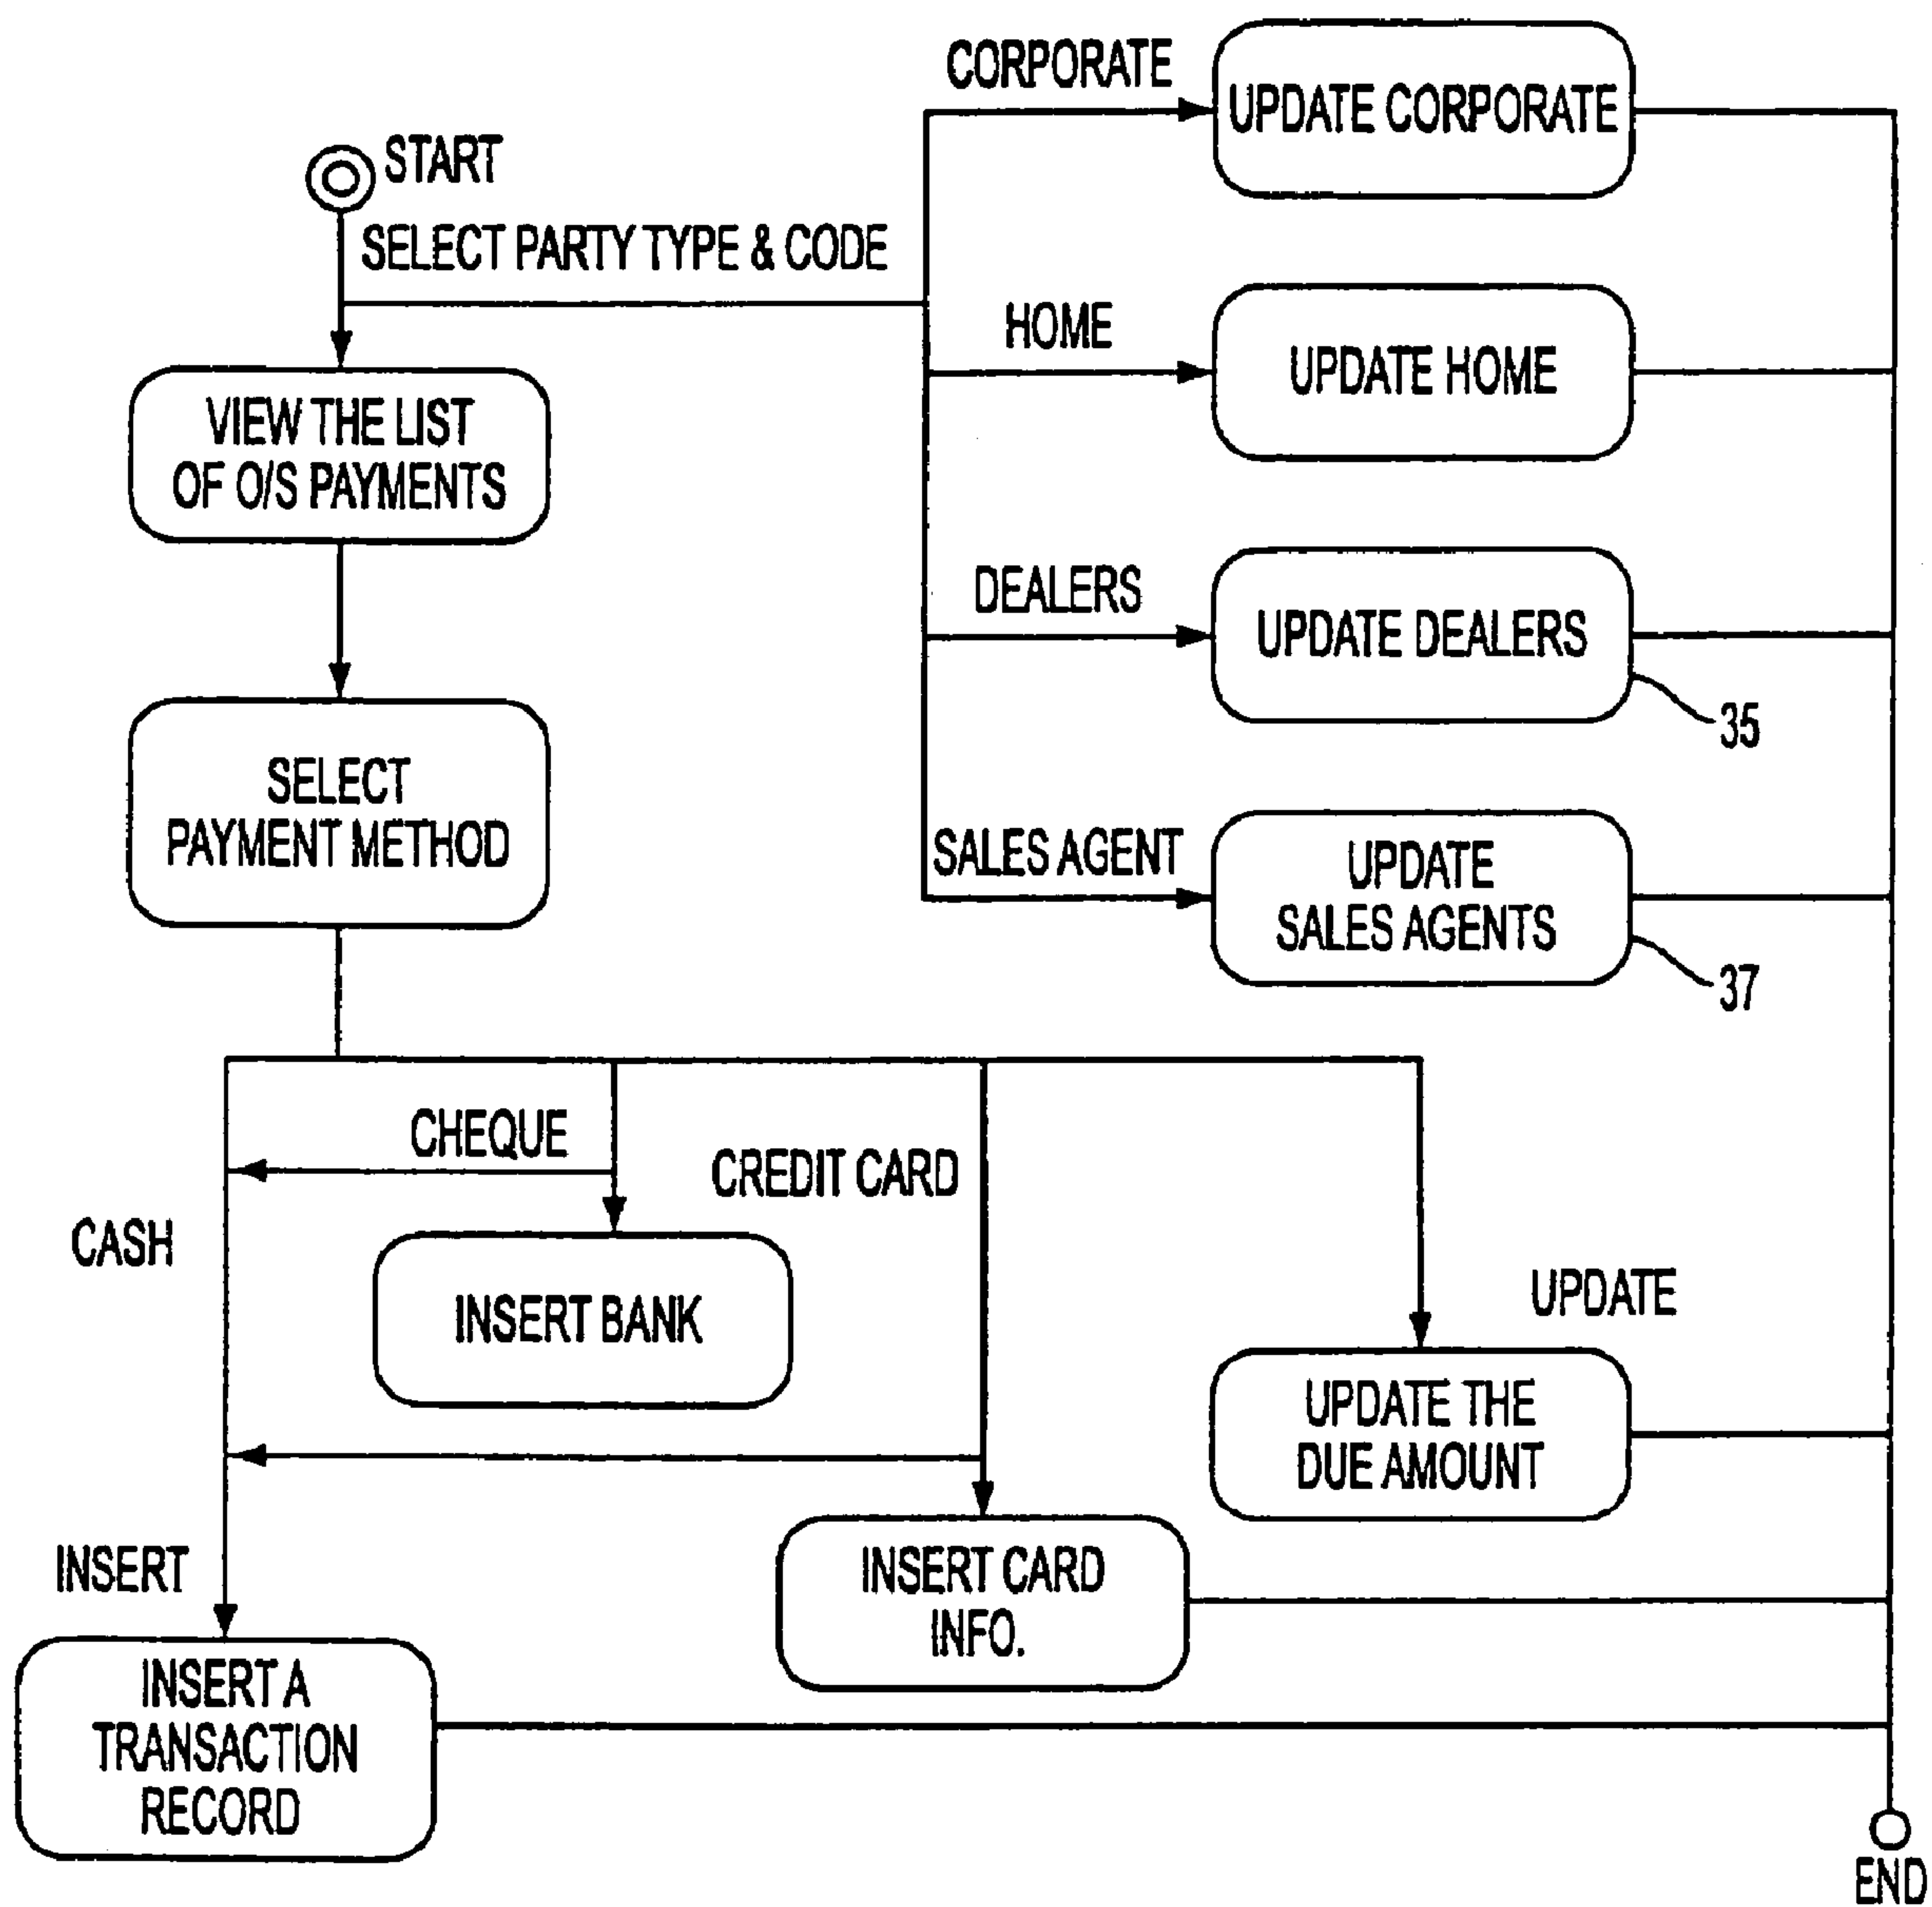 CORPORATE
UPDATE CORPORATE
START
SELECT PARTY TYPE & CODE
HOME
UPDATE HOME
VIEW THE LIST
OF O/S PAYMENTS
DEALERS
UPDATE DEALERS
35
SELECT
PAYMENT METHOD
SALES AGENT
UPDATE
SALES AGENTS
37
CHEQUE
CREDIT CARD
CASH
INSERT BANK
UPDATE
UPDATE THE
DUE AMOUNT
INSERT
INSERT CARD
INFO.
INSERT A
TRANSACTION
RECORD
END